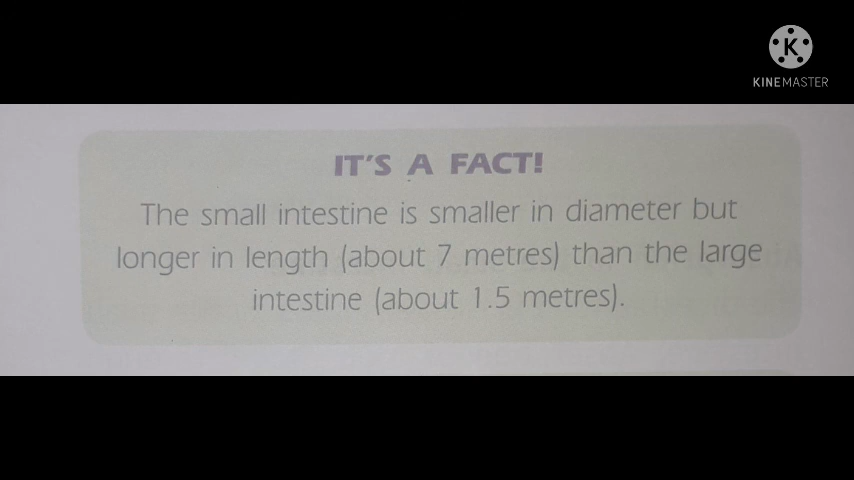 KINEMASTER
IT'S A FACT!
The small intestine is smaller in diameter but
longer in length (about 7 metres) than the large
intestine (about 1.5 metres).